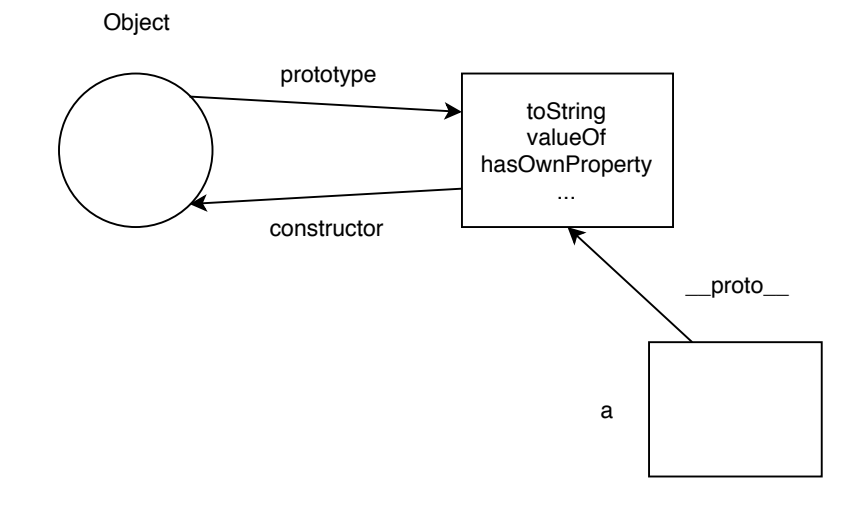 Object
prototype
toString
valueOf
hasOwnProperty
...
constructor
__proto__
a